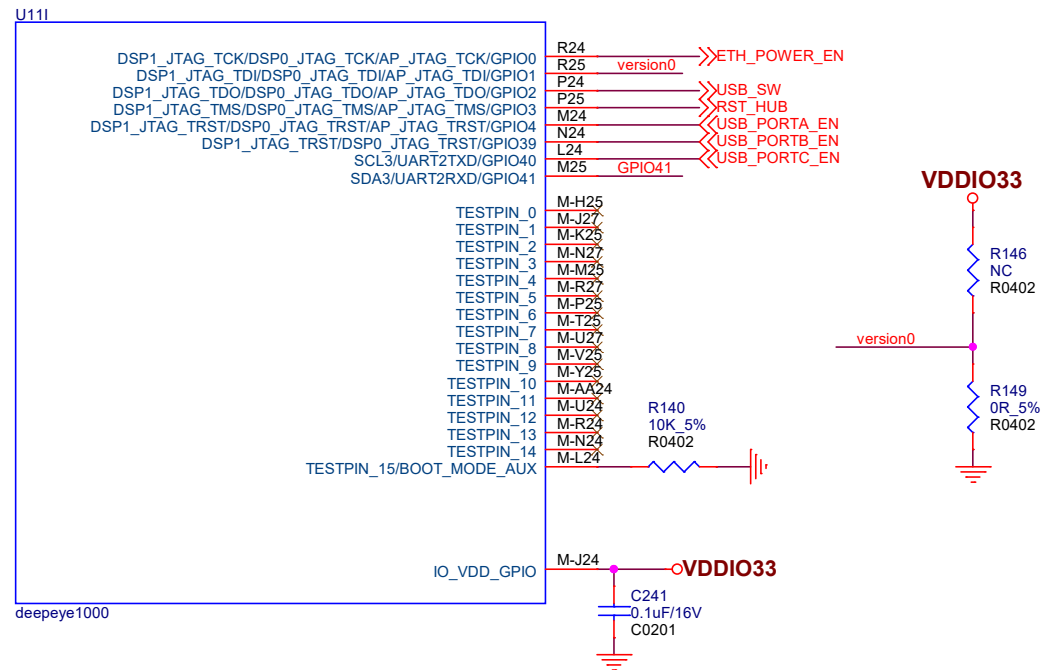 U11I
DSP1_JTAG_TCK/DSP0_JTAG_TCK/AP_JTAG_TCK/GPIO0 R24 ETH_POWER_EN
DSP1_JTAG_TDI/DSP0_JTAG_TDI/AP_JTAG_TDI/GPIO1 R25 version0
DSP1_JTAG_TDO/DSP0_JTAG_TDO/AP_JTAG_TDO/GPIO2 P24 USB_SW
DSP1_JTAG_TMS/DSP0_JTAG_TMS/AP_JTAG_TMS/GPIO3 P25 RST_HUB
DSP1_JTAG_TRST/DSP0_JTAG_TRST/AP_JTAG_TRST/GPIO4 M24 USB_PORTA_EN
DSP1_JTAG_TRST/DSP0_JTAG_TRST/GPIO39 N24 USB_PORTB_EN
SCL3/UART2TXD/GPIO40 L24 USB_PORTC_EN
SDA3/UART2RXD/GPIO41 M25 GPIO41
TESTPIN_0 M-H25
TESTPIN_1 M-J27
TESTPIN_2 M-K25
TESTPIN_3 M-N27
TESTPIN_4 M-M25
TESTPIN_5 M-R27
TESTPIN_6 M-P25
TESTPIN_7 M-T25
TESTPIN_8 M-U27
TESTPIN_9 M-V25
TESTPIN_10 M-Y25
TESTPIN_11 M-AA24
TESTPIN_12 M-U24
TESTPIN_13 M-R24
TESTPIN_14 M-N24
TESTPIN_15/BOOT_MODE_AUX M-L24
R140
10K_5%
R0402
IO_VDD_GPIO M-J24 VDDIO33
C241
0.1uF/16V
C0201
deepeye1000
VDDIO33
R146
NC
R0402
version0
R149
0R_5%
R0402